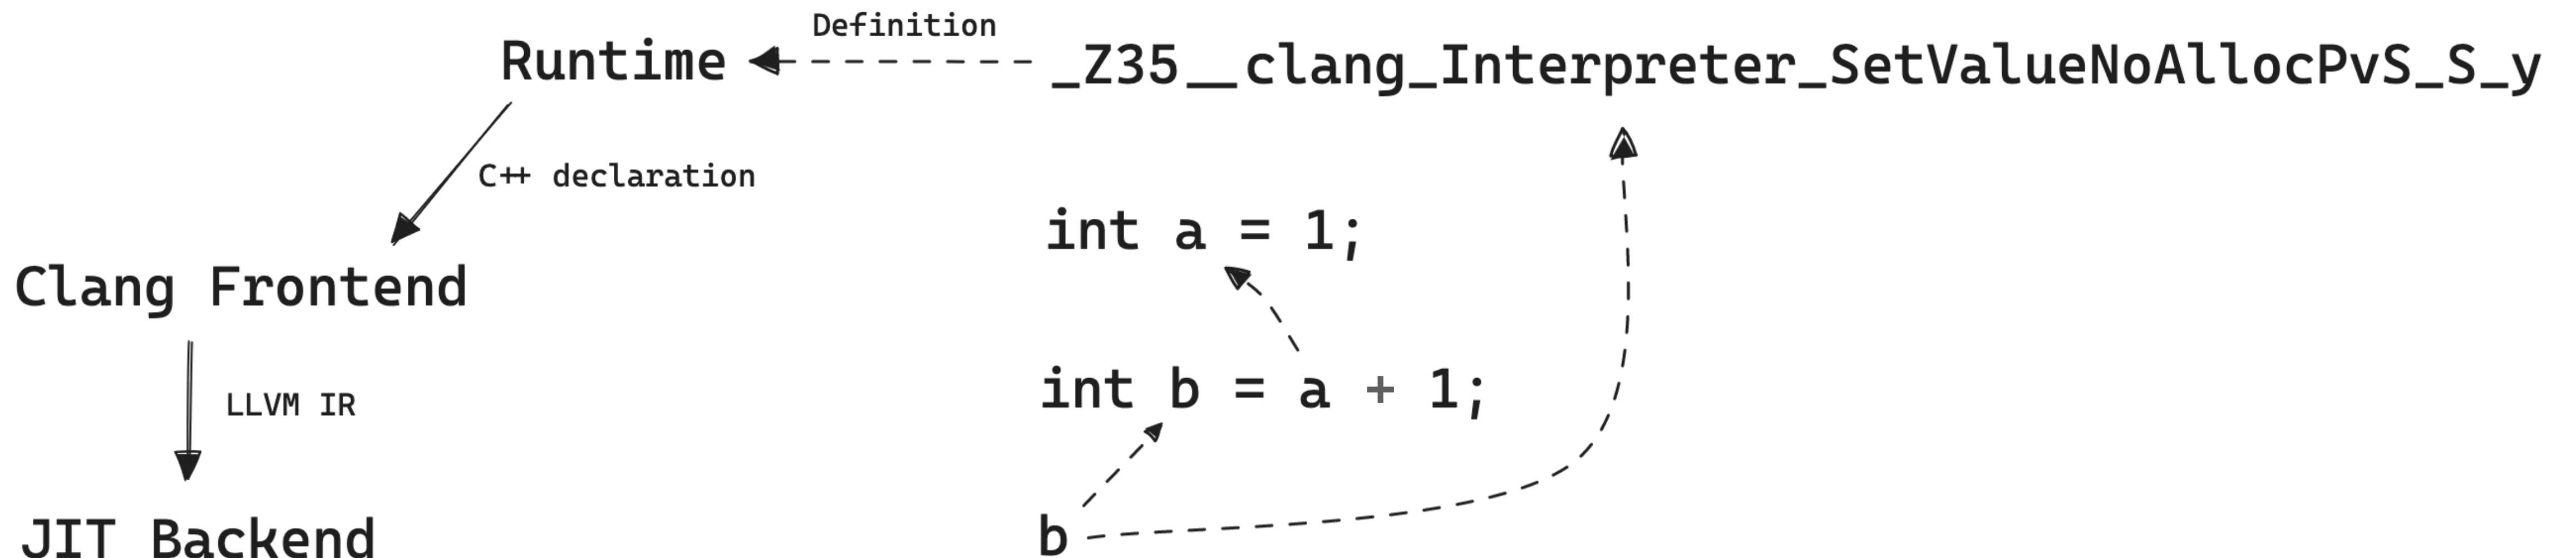 Definition
Runtime
_Z35__clang_Interpreter_SetValueNoAllocPvS_S_y
C++ declaration
int a = 1;
Clang Frontend
int b = a + 1;
LLVM IR
b
JIT Backend